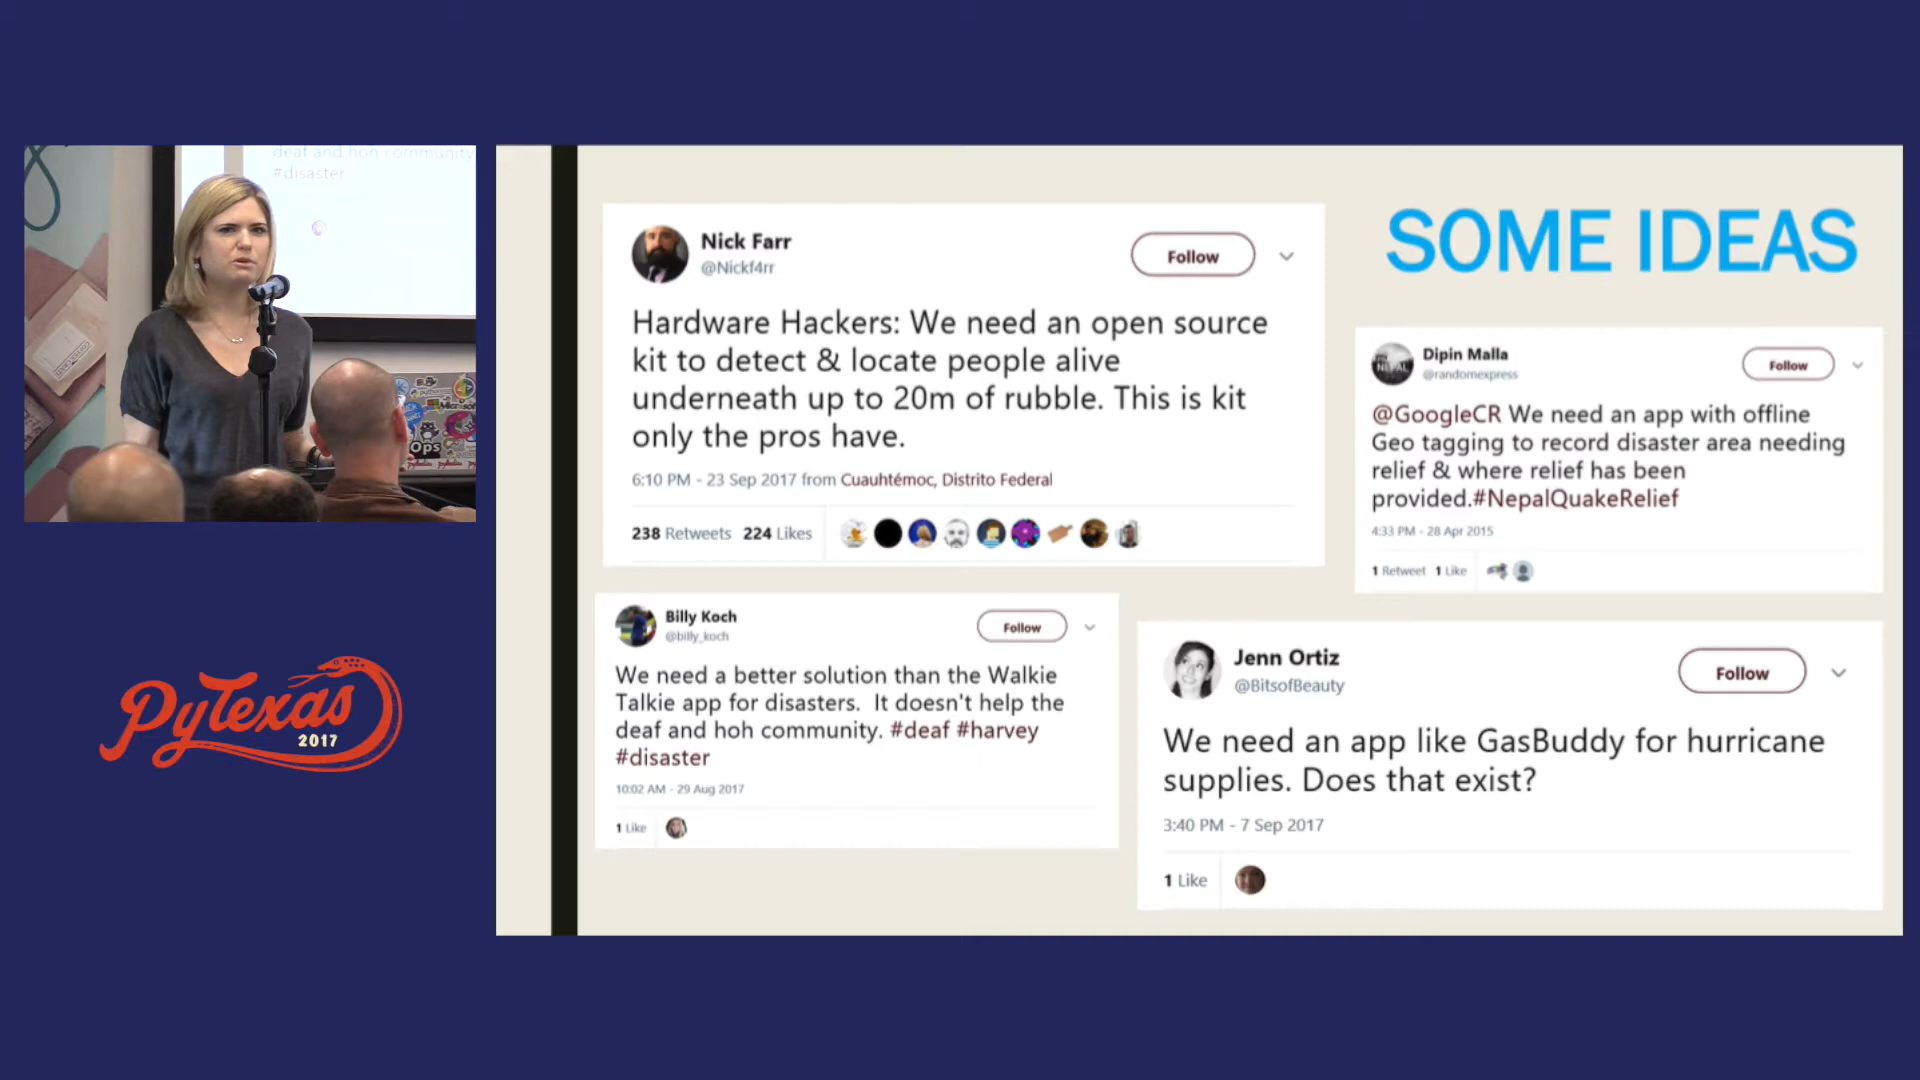 deaf and hoh community
#disaster
Ops
PyTexas
2017
SOME IDEAS
Nick Farr
@Nickf4rr
Follow
Hardware Hackers: We need an open source
kit to detect & locate people alive
underneath up to 20m of rubble. This is kit
only the pros have.
6:10 PM - 23 Sep 2017 from Cuauhtémoc, Distrito Federal
238 Retweets 224 Likes
Dipin Malla
@randomexpress
Follow
@GoogleCR We need an app with offline
Geo tagging to record disaster area needing
relief & where relief has been
provided.#NepalQuakeRelief
4:33 PM - 28 Apr 2015
1 Retweet 1 Like
Billy Koch
@billy_koch
Follow
We need a better solution than the Walkie
Talkie app for disasters. It doesn't help the
deaf and hoh community. #deaf #harvey
#disaster
10:02 AM - 29 Aug 2017
1 Like
Jenn Ortiz
@BitsofBeauty
Follow
We need an app like GasBuddy for hurricane
supplies. Does that exist?
3:40 PM - 7 Sep 2017
1 Like